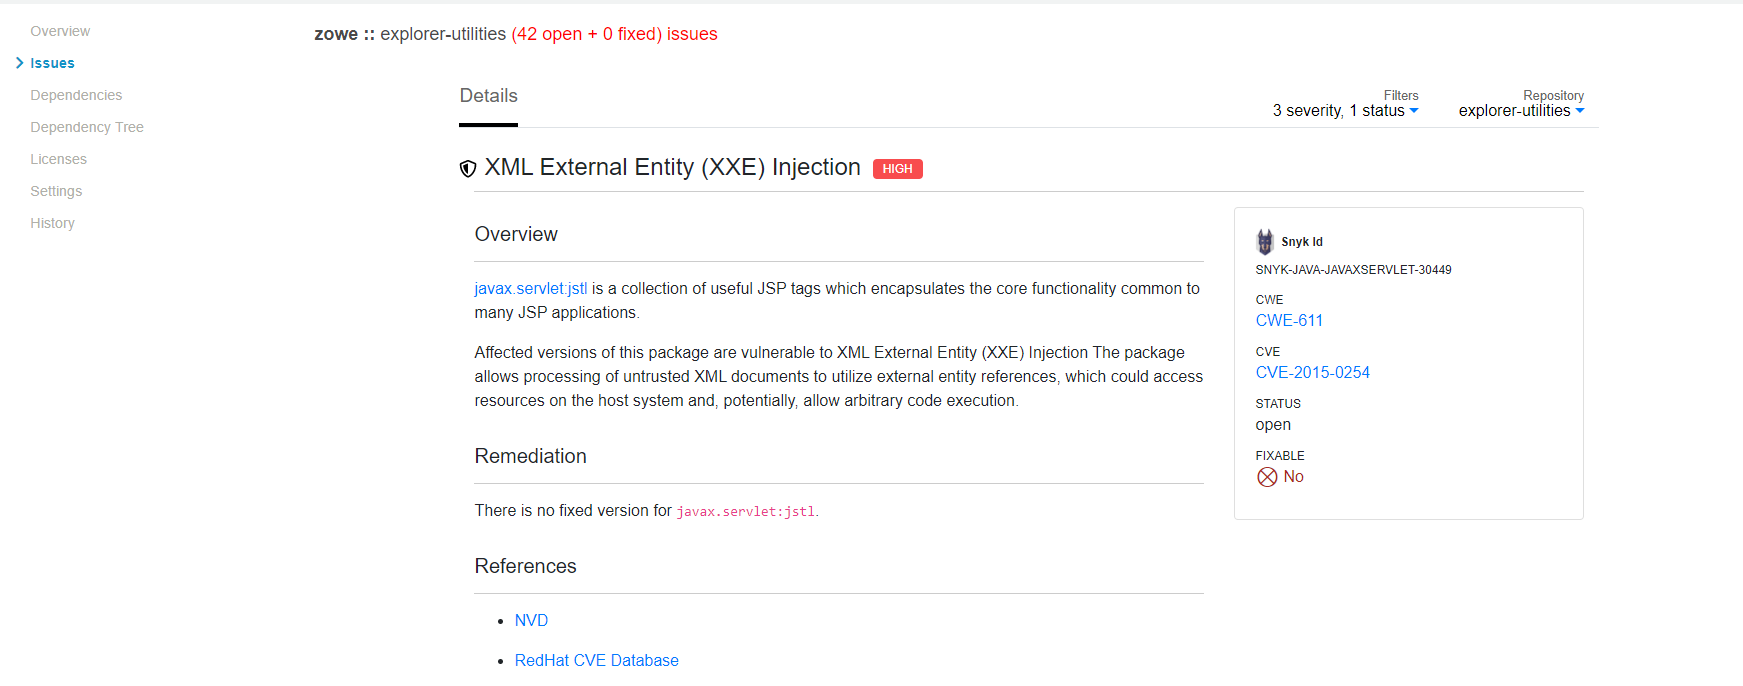 Overview
Issues
Dependencies
Dependency Tree
Licenses
Settings
History
zowe :: explorer-utilities (42 open + 0 fixed) issues
Details
Filters
3 severity, 1 status
Repository
explorer-utilities
XML External Entity (XXE) Injection HIGH
Overview
javax.servlet:jstl is a collection of useful JSP tags which encapsulates the core functionality common to
many JSP applications.
Affected versions of this package are vulnerable to XML External Entity (XXE) Injection The package
allows processing of untrusted XML documents to utilize external entity references, which could access
resources on the host system and, potentially, allow arbitrary code execution.
Remediation
There is no fixed version for javax.servlet:jstl.
References
NVD
RedHat CVE Database
Snyk Id
SNYK-JAVA-JAVAXSERVLET-30449
CWE
CWE-611
CVE
CVE-2015-0254
STATUS
open
FIXABLE
No